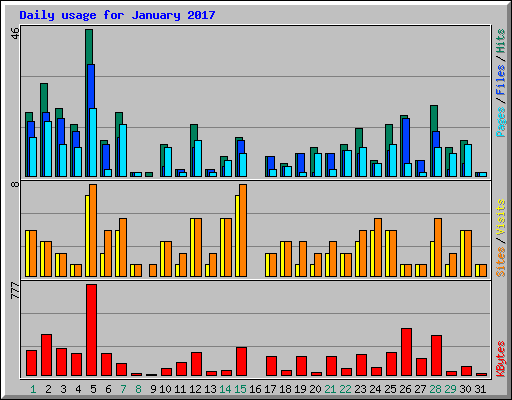 Daily usage for January 2017
46
Pages / Files / Hits
8
Sites / Visits
777
KBytes
1 2 3 4 5 6 7 8 9 10 11 12 13 14 15 16 17 18 19 20 21 22 23 24 25 26 27 28 29 30 31